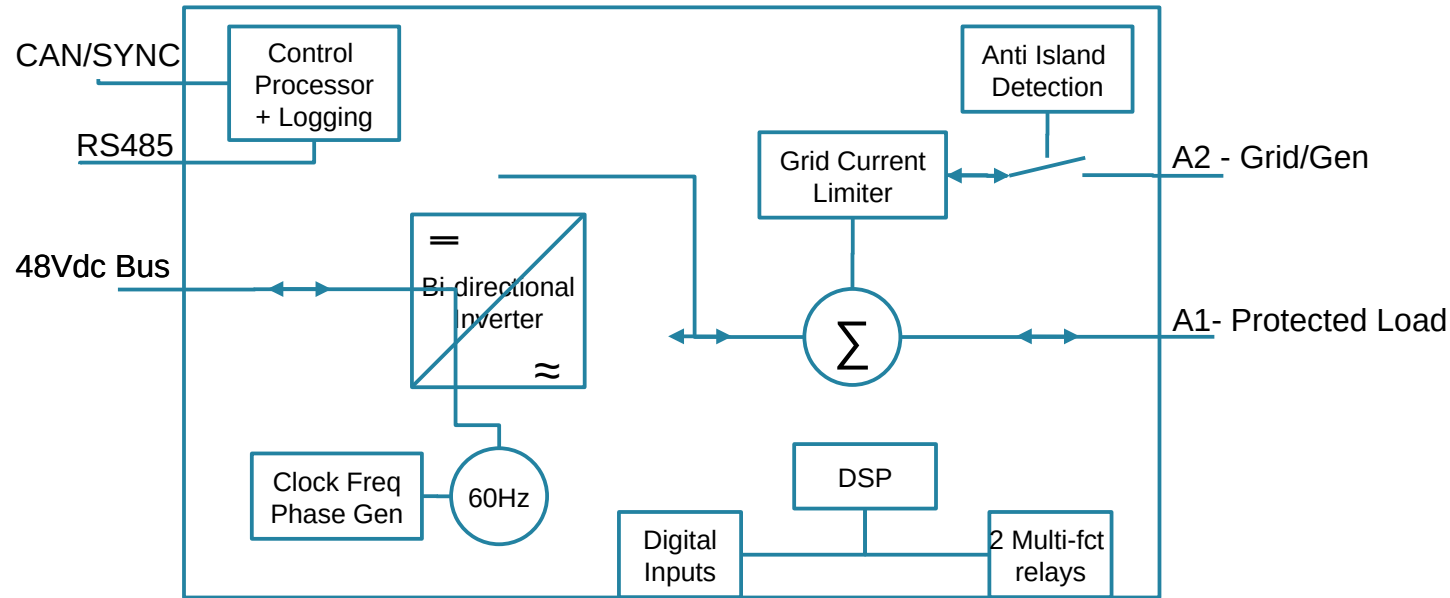 CAN/SYNC
Control
Processor
+ Logging
RS485
Anti Island
Detection
Grid Current
Limiter
A2 - Grid/Gen
48Vdc Bus
=
Bi-directional
Inverter
≈
∑
A1- Protected Load
Clock Freq
Phase Gen
60Hz
DSP
Digital
Inputs
2 Multi-fct
relays